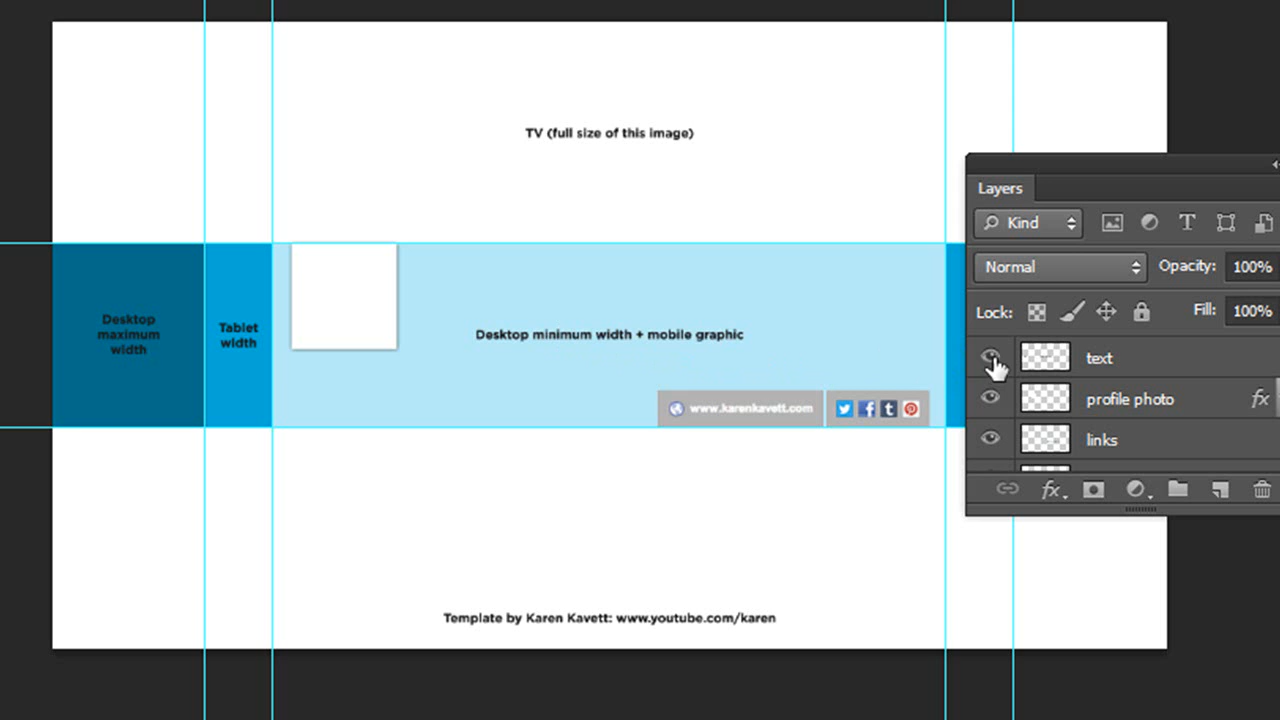 TV (full size of this image)
Layers
Kind
Normal
Opacity: 100%
Lock:
Fill: 100%
Desktop
maximum
width
Tablet
width
Desktop minimum width + mobile graphic
www.karenkavett.com
text
profile photo
fx
links
fx
Template by Karen Kavett: www.youtube.com/karen